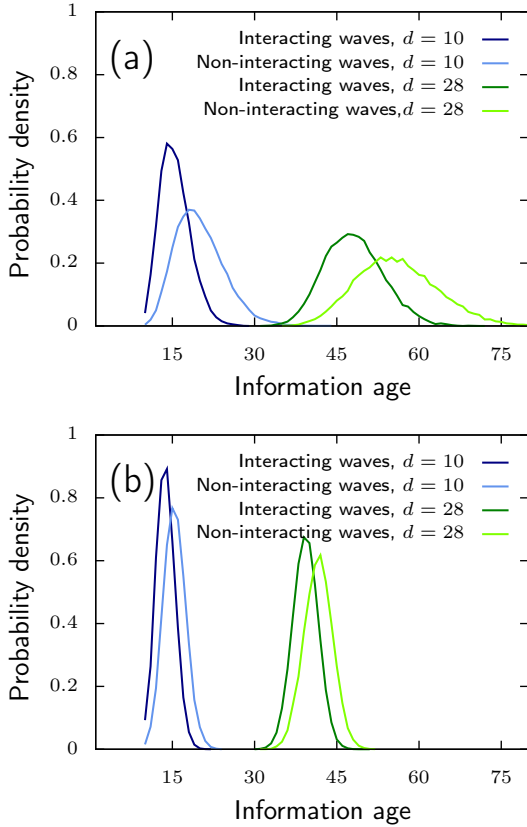 1
0.8
0.6
0.4
0.2
0
Probability density
(a)
Interacting waves, d = 10
Non-interacting waves, d = 10
Interacting waves, d = 28
Non-interacting waves,d = 28
15 30 45 60 75
Information age
1
0.8
0.6
0.4
0.2
0
Probability density
(b)
Interacting waves, d = 10
Non-interacting waves, d = 10
Interacting waves, d = 28
Non-interacting waves, d = 28
15 30 45 60 75
Information age